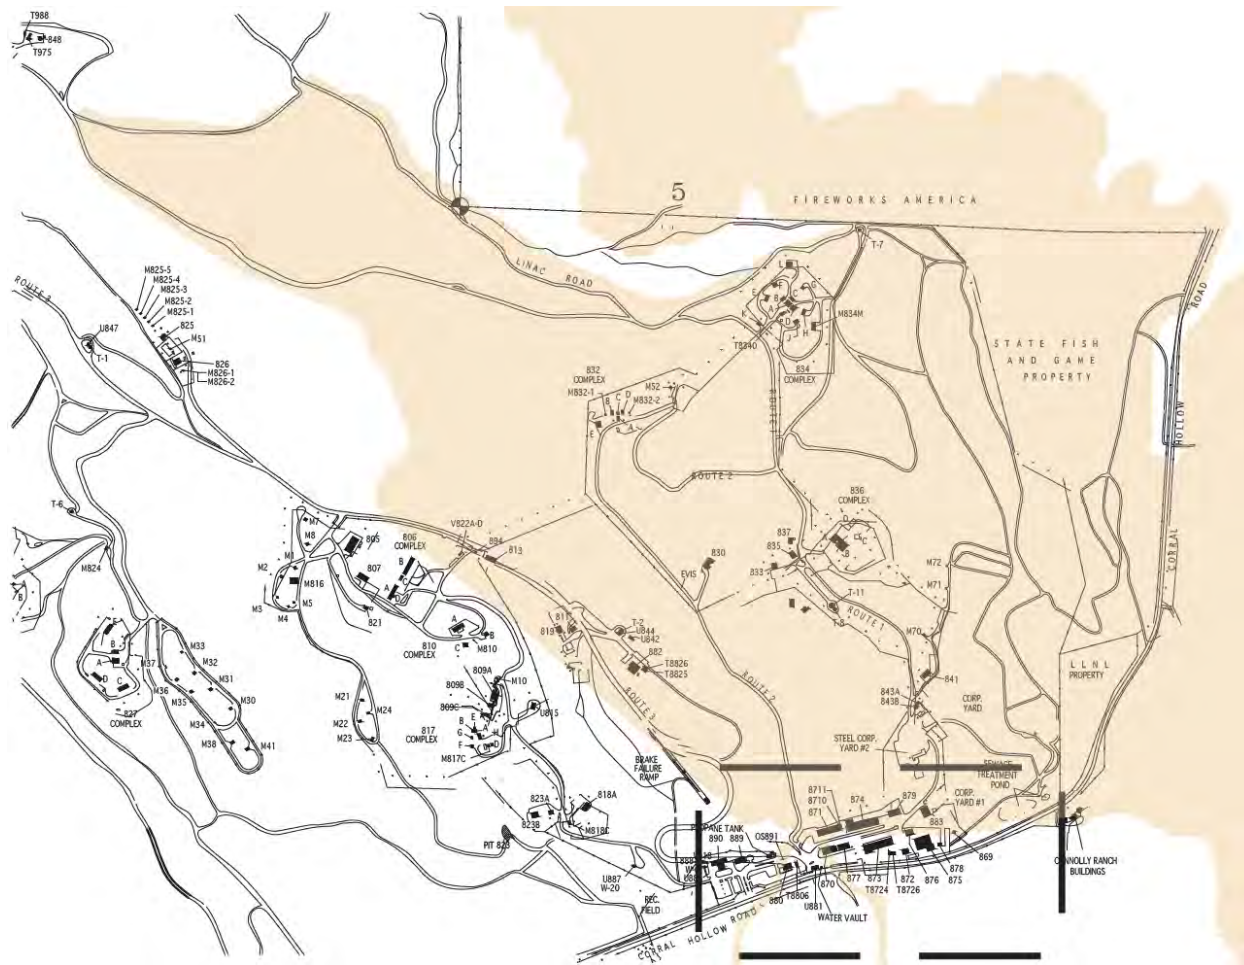 T988
848
T975
5
FIREWORKS AMERICA
T-7
LINAC ROAD
L
E
F
G
B
A
K
D
H
J
M834M
T8340
834
COMPLEX
ROAD
STATE FISH
AND GAME
PROPERTY
HOLLOW
CORRAL
M825-5
M825-4
M825-3
M825-2
M825-1
825
M51
826
M826-1
M826-2
U847
T-1
832
COMPLEX
M832-1
B
C
D
M832-2
M52
E
A
ROUTE 2
836
COMPLEX
D
C
B
837
835
833
830
EVIS
T-11
T-8
ROUTE 1
M72
M71
M70
841
843A
843B
CORP.
YARD
LLNL
PROPERTY
STEEL CORP.
YARD #2
SEWAGE
TREATMENT
POND
CORP.
YARD #1
T-6
M824
B
M7
M8
M1
M2
M816
M3
M5
M4
805
807
821
806
COMPLEX
B
C
A
D
V822A-D
894
813
810
COMPLEX
A
B
C
M810
809A
M10
809B
809C
U815
817
COMPLEX
B
E
A
G
H
F
D
M817C
819
811
T-2
U844
U842
882
T8826
T8825
ROUTE 3
ROUTE 2
BRAKE
FAILURE
RAMP
E
B
A
D
C
827
COMPLEX
M33
M32
M31
M30
M37
M36
M35
M34
M38
M41
M21
M24
M22
M23
823A
823B
818A
M818C
PIT 823
U887
W-20
REC.
FIELD
CORRAL HOLLOW ROAD
890
889
OS891
8711
8710
871
874
879
883
869
880
T8806
U881
870
WATER VAULT
877
873
T8724
872
T8726
876
878
875
CONNOLLY RANCH
BUILDINGS